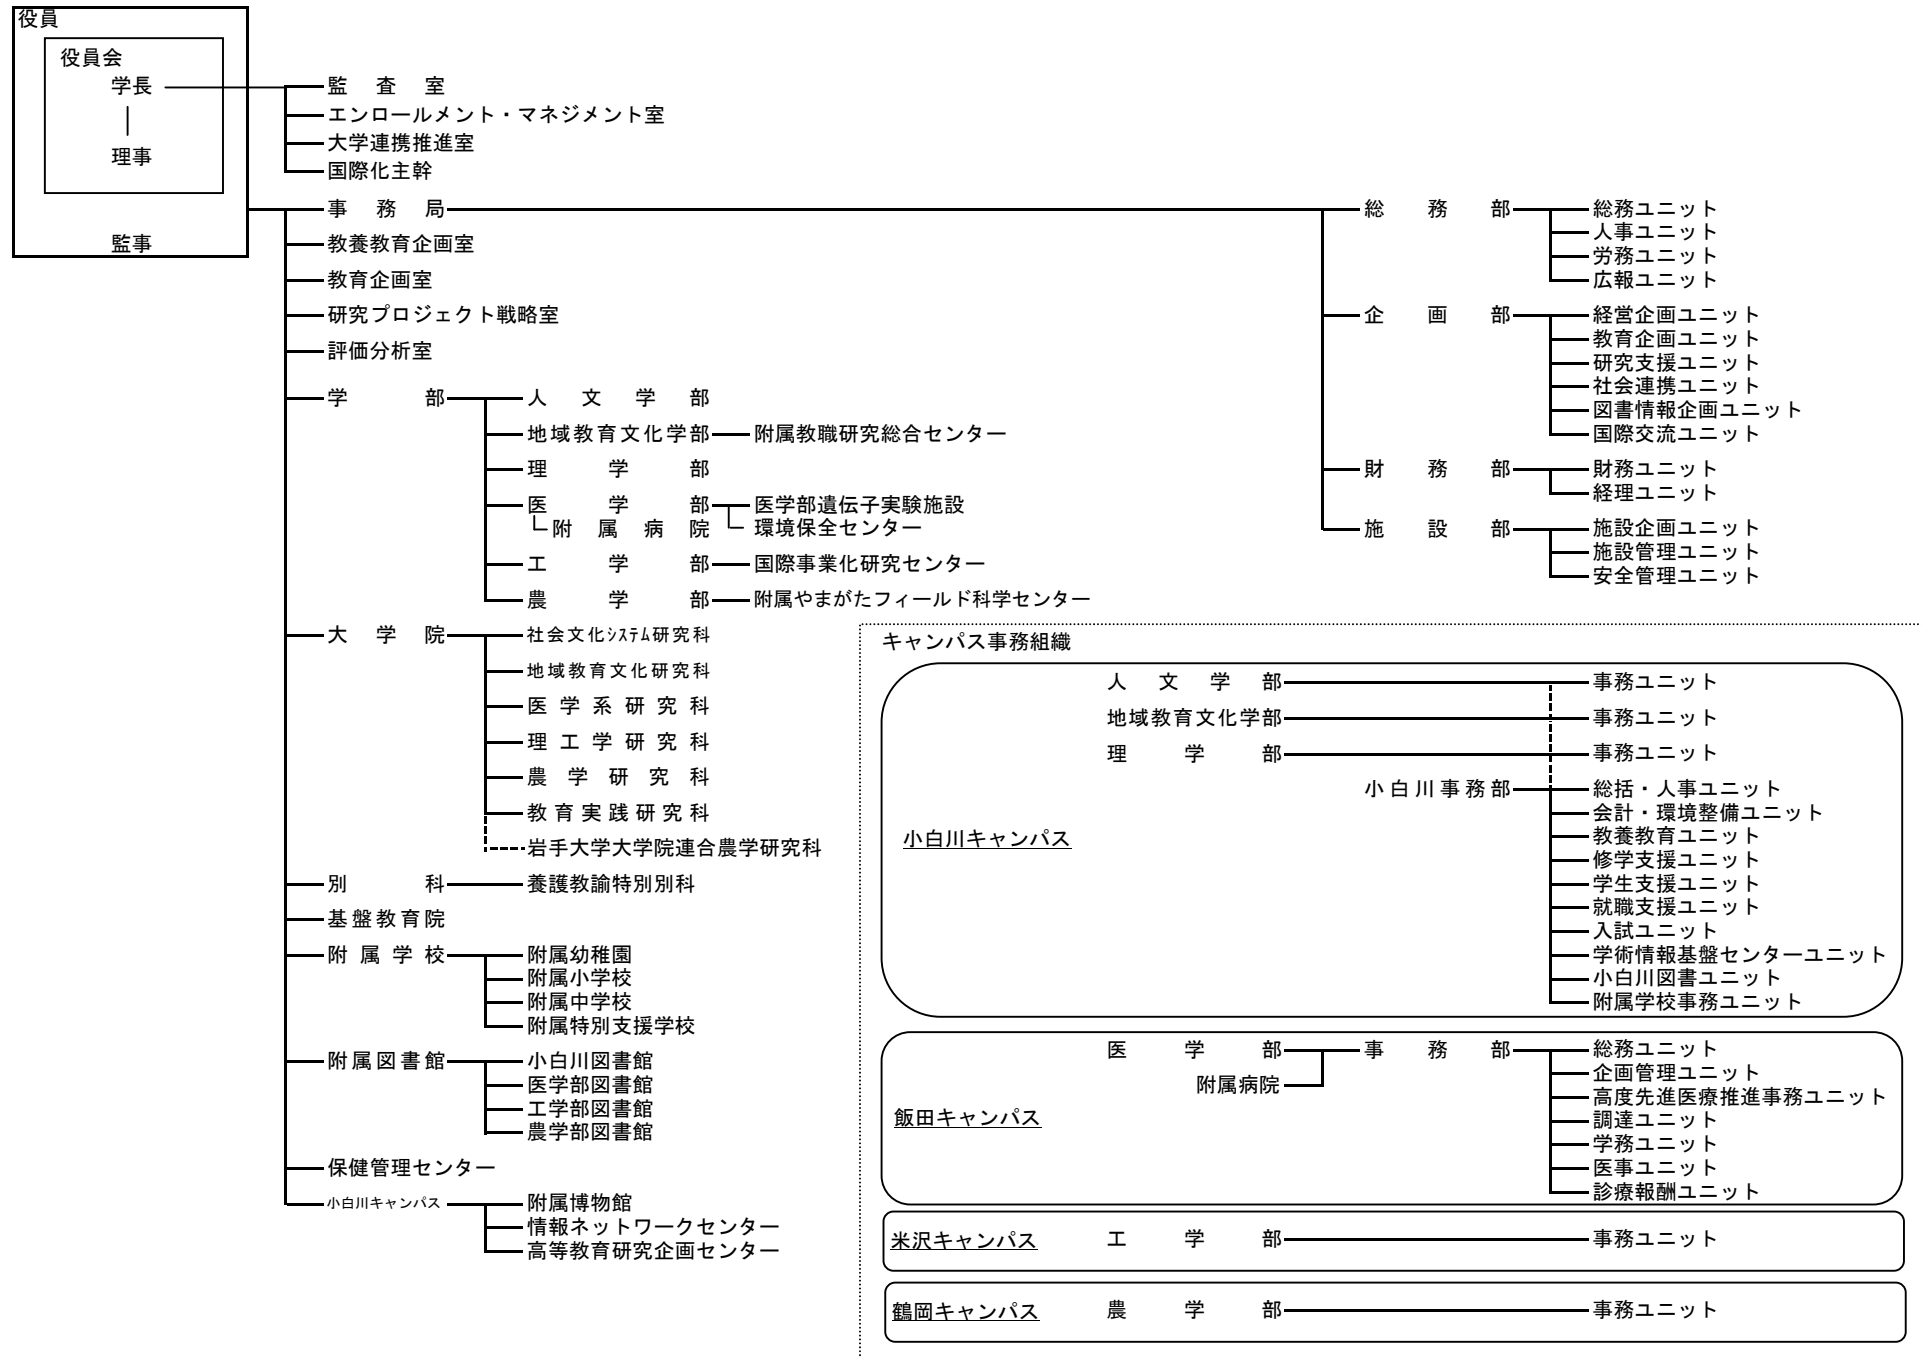 役員
役員会
学長
理事
監事
監査室
エンロールメント・マネジメント室
大学連携推進室
国際化主幹
事務局
教養教育企画室
教育企画室
研究プロジェクト戦略室
評価分析室
学部
人文学部
地域教育文化学部
附属教職研究総合センター
理学部
医学部
医学部遺伝子実験施設
附属病院
環境保全センター
工学部
国際事業化研究センター
農学部
附属やまがたフィールド科学センター
大学院
社会文化ｼｽﾃﾑ研究科
地域教育文化研究科
医学系研究科
理工学研究科
農学研究科
教育実践研究科
岩手大学大学院連合農学研究科
別科
養護教諭特別別科
基盤教育院
附属学校
附属幼稚園
附属小学校
附属中学校
附属特別支援学校
附属図書館
小白川図書館
医学部図書館
工学部図書館
農学部図書館
保健管理センター
小白川キャンパス
附属博物館
情報ネットワークセンター
高等教育研究企画センター
総務部
総務ユニット
人事ユニット
労務ユニット
広報ユニット
企画部
経営企画ユニット
教育企画ユニット
研究支援ユニット
社会連携ユニット
図書情報企画ユニット
国際交流ユニット
財務部
財務ユニット
経理ユニット
施設部
施設企画ユニット
施設管理ユニット
安全管理ユニット
キャンパス事務組織
小白川キャンパス
人文学部
事務ユニット
地域教育文化学部
事務ユニット
理学部
事務ユニット
小白川事務部
総括・人事ユニット
会計・環境整備ユニット
教養教育ユニット
修学支援ユニット
学生支援ユニット
就職支援ユニット
入試ユニット
学術情報基盤センターユニット
小白川図書ユニット
附属学校事務ユニット
飯田キャンパス
医学部
附属病院
事務部
総務ユニット
企画管理ユニット
高度先進医療推進事務ユニット
調達ユニット
学務ユニット
医事ユニット
診療報酬ユニット
米沢キャンパス
工学部
事務ユニット
鶴岡キャンパス
農学部
事務ユニット